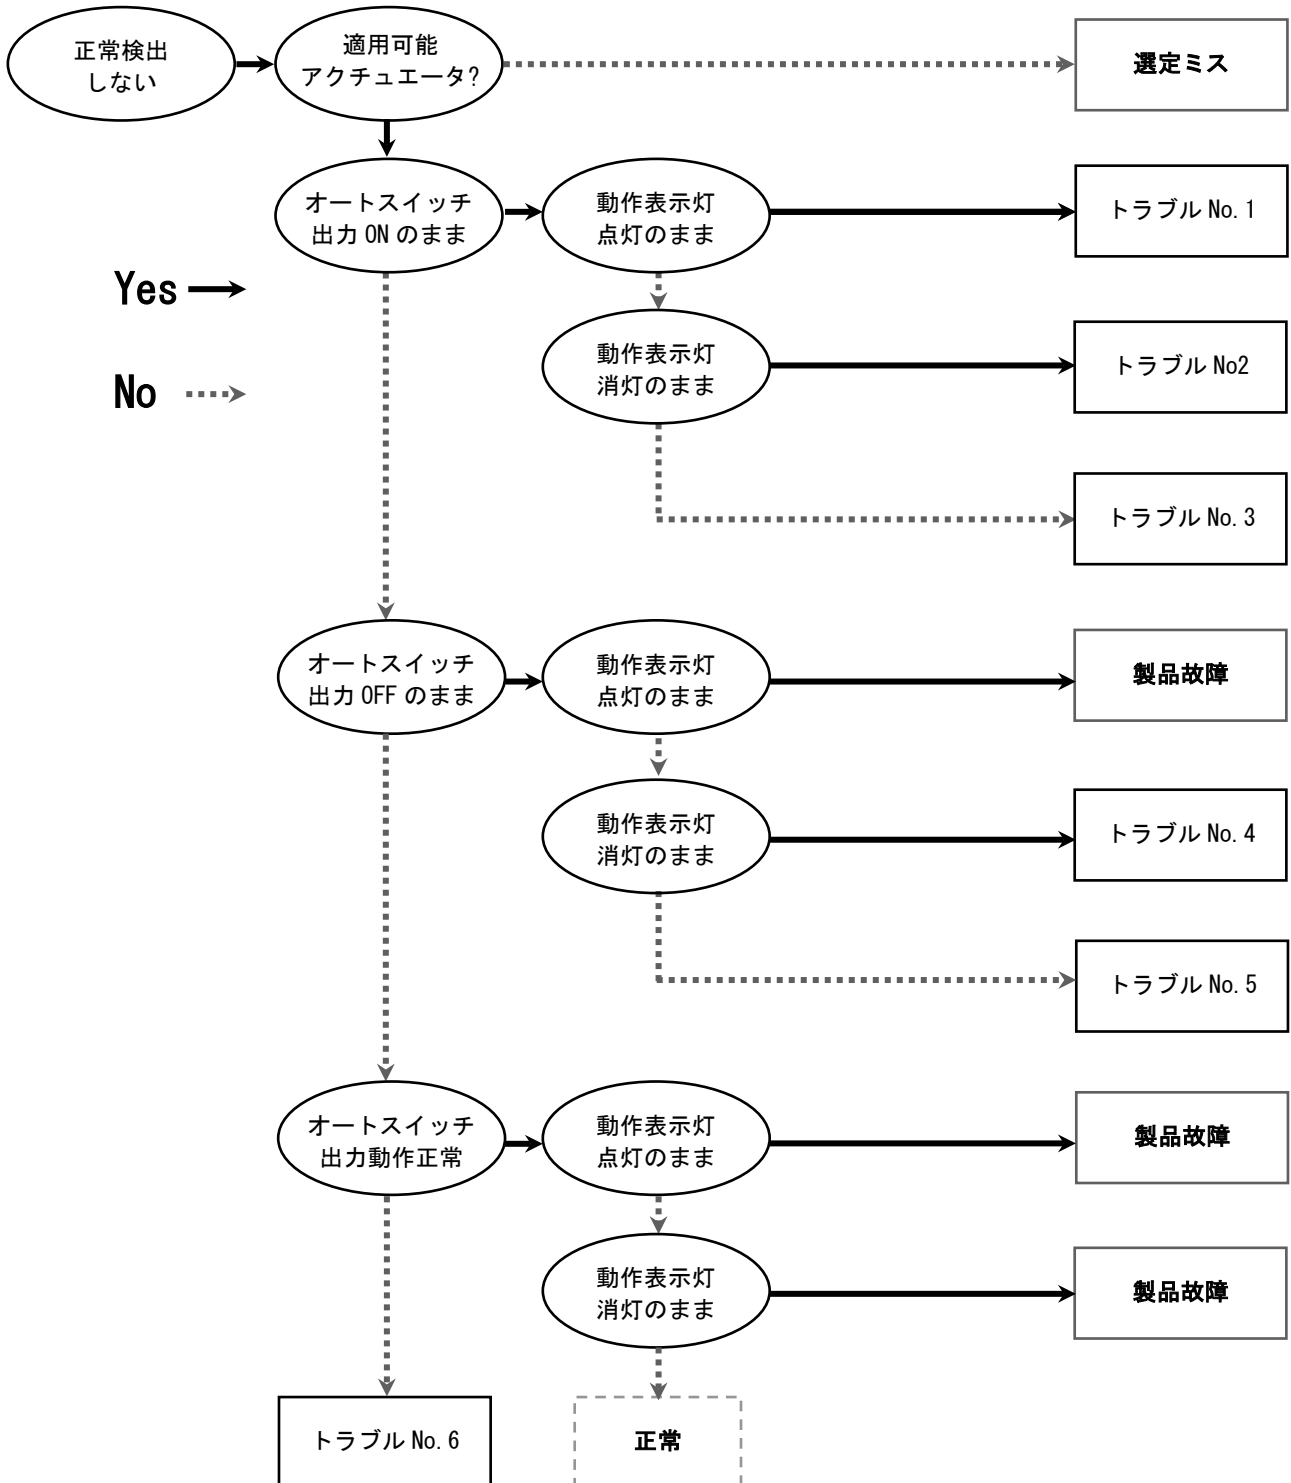 正常検出
しない
適用可能
アクチュエータ?
選定ミス
オートスイッチ
出力 ON のまま
動作表示灯
点灯のまま
トラブル No. 1
Yes
動作表示灯
消灯のまま
トラブル No2
No
トラブル No. 3
オートスイッチ
出力 OFF のまま
動作表示灯
点灯のまま
製品故障
動作表示灯
消灯のまま
トラブル No. 4
トラブル No. 5
オートスイッチ
出力動作正常
動作表示灯
点灯のまま
製品故障
動作表示灯
消灯のまま
製品故障
トラブル No. 6
正常